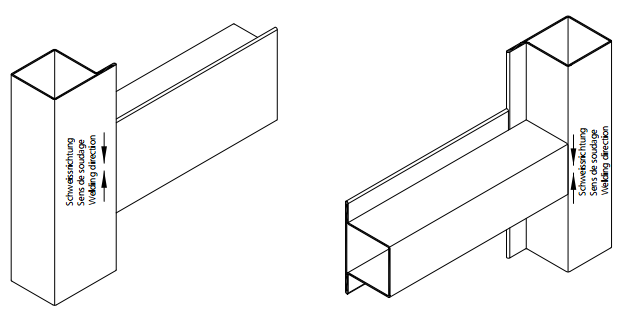 Schweissrichtung
Sens de soudage
Welding direction
Schweissrichtung
Sens de soudage
Welding direction